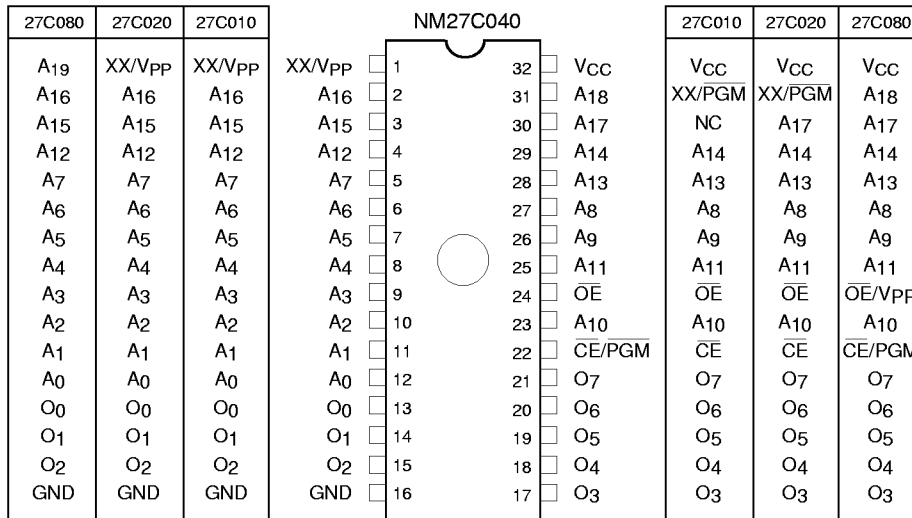 27C080 27C020 27C010 NM27C040 27C010 27C020 27C080
A19 XX/VPP XX/VPP XX/VPP 1 32 VCC VCC VCC VCC
A16 A16 A16 A16 2 31 A18 XX/PGM XX/PGM A18
A15 A15 A15 A15 3 30 A17 NC A17 A17
A12 A12 A12 A12 4 29 A14 A14 A14 A14
A7 A7 A7 A7 5 28 A13 A13 A13 A13
A6 A6 A6 A6 6 27 A8 A8 A8 A8
A5 A5 A5 A5 7 26 A9 A9 A9 A9
A4 A4 A4 A4 8 25 A11 A11 A11 A11
A3 A3 A3 A3 9 24 OE OE OE OE/VPP
A2 A2 A2 A2 10 23 A10 A10 A10 A10
A1 A1 A1 A1 11 22 CE/PGM CE CE CE/PGM
A0 A0 A0 A0 12 21 O7 O7 O7 O7
O0 O0 O0 O0 13 20 O6 O6 O6 O6
O1 O1 O1 O1 14 19 O5 O5 O5 O5
O2 O2 O2 O2 15 18 O4 O4 O4 O4
GND GND GND GND 16 17 O3 O3 O3 O3